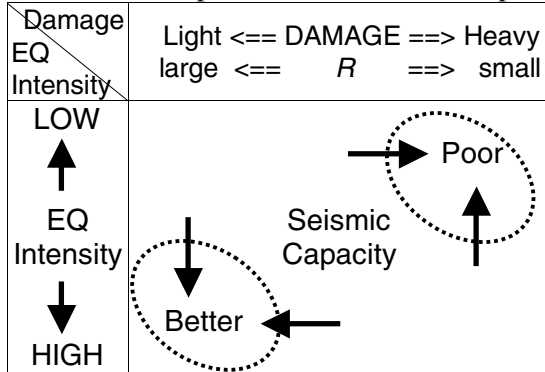 Damage
EQ
Intensity
Light <== DAMAGE ==> Heavy
large <== R ==> small
LOW
EQ
Intensity
HIGH
Poor
Seismic
Capacity
Better